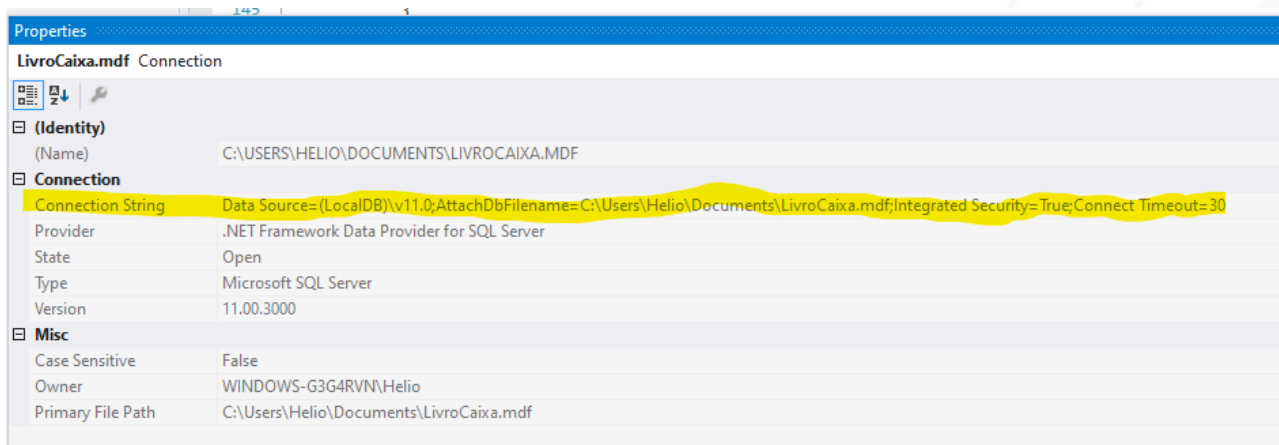 145 {
Properties
LivroCaixa.mdf Connection
(Identity)
(Name) C:\USERS\HELIO\DOCUMENTS\LIVROCAIXA.MDF
Connection
Connection String Data Source=(LocalDB)\v11.0;AttachDbFilename=C:\Users\Helio\Documents\LivroCaixa.mdf;Integrated Security=True;Connect Timeout=30
Provider .NET Framework Data Provider for SQL Server
State Open
Type Microsoft SQL Server
Version 11.00.3000
Misc
Case Sensitive False
Owner WINDOWS-G3G4RVN\Helio
Primary File Path C:\Users\Helio\Documents\LivroCaixa.mdf